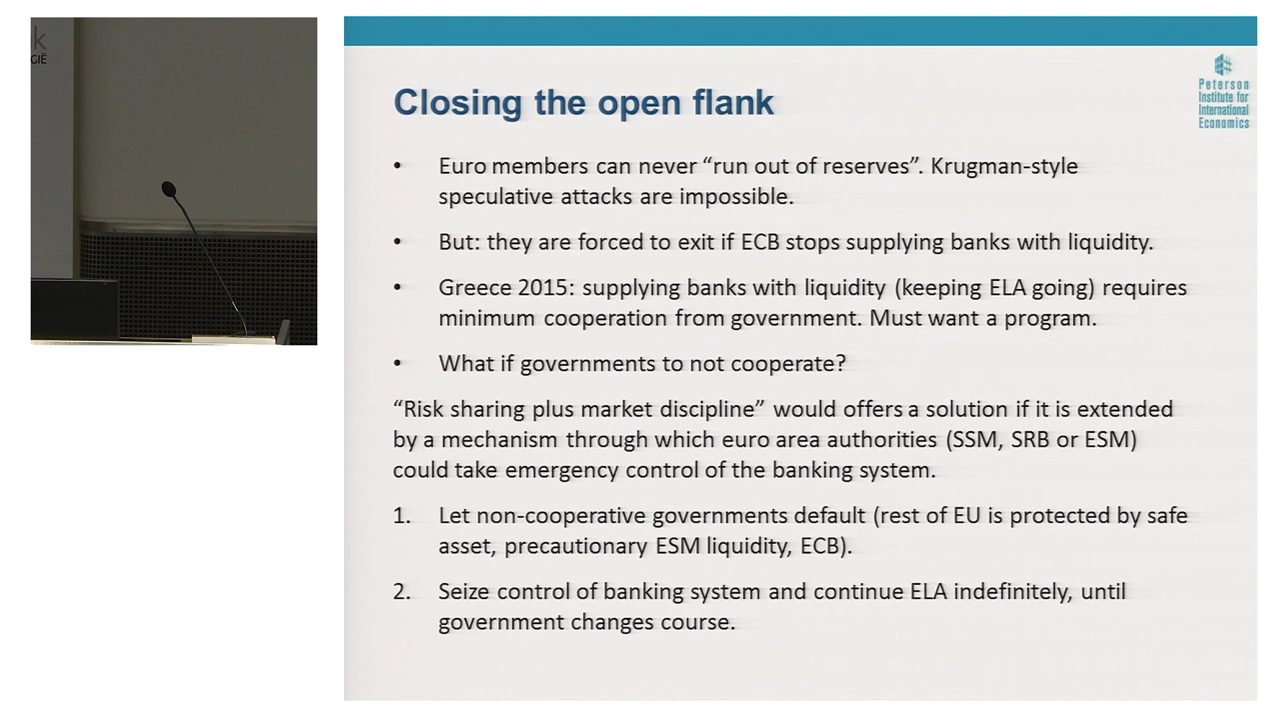 k
GIË
Peterson
Institute for
International
Economics
Closing the open flank
• Euro members can never “run out of reserves”. Krugman-style
speculative attacks are impossible.
• But: they are forced to exit if ECB stops supplying banks with liquidity.
• Greece 2015: supplying banks with liquidity (keeping ELA going) requires
minimum cooperation from government. Must want a program.
• What if governments to not cooperate?
“Risk sharing plus market discipline” would offers a solution if it is extended
by a mechanism through which euro area authorities (SSM, SRB or ESM)
could take emergency control of the banking system.
1. Let non-cooperative governments default (rest of EU is protected by safe
asset, precautionary ESM liquidity, ECB).
2. Seize control of banking system and continue ELA indefinitely, until
government changes course.